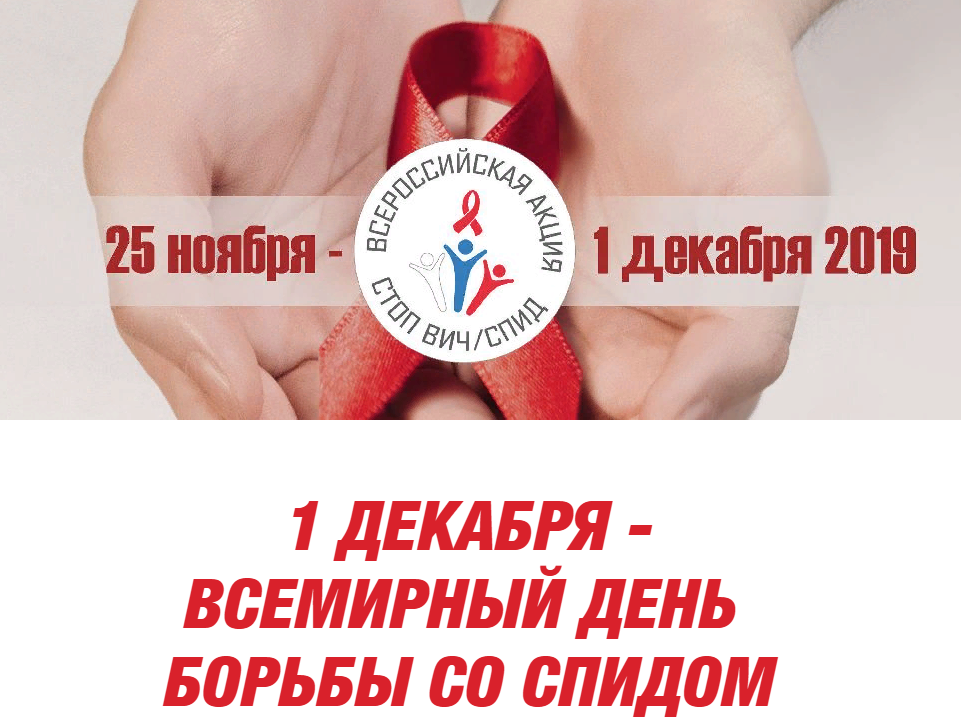 25 ноября -
ВСЕРОССИЙСКАЯ АКЦИЯ
СТОП ВИЧ/СПИД
1 декабря 2019
1 ДЕКАБРЯ -
ВСЕМИРНЫЙ ДЕНЬ
БОРЬБЫ СО СПИДОМ